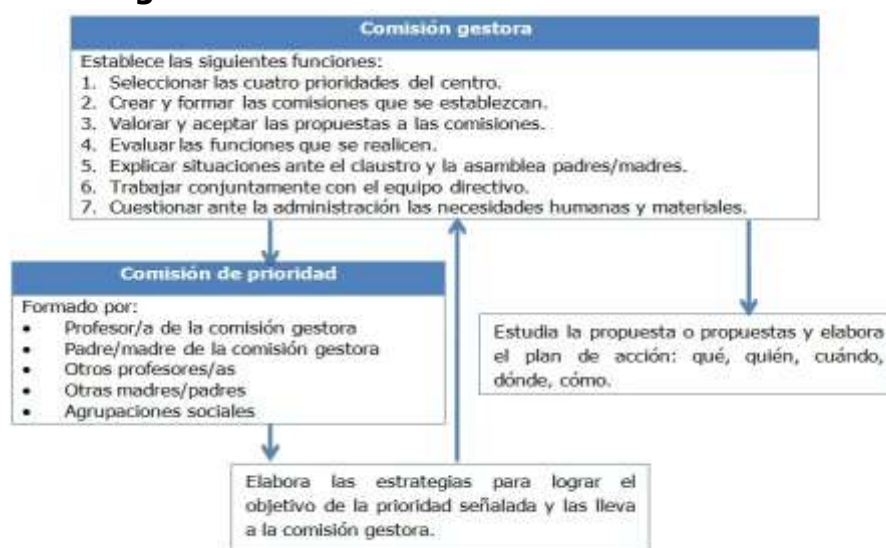 Comisión gestora
Establece las siguientes funciones:
1. Seleccionar las cuatro prioridades del centro.
2. Crear y formar las comisiones que se establezcan.
3. Valorar y aceptar las propuestas a las comisiones.
4. Evaluar las funciones que se realicen.
5. Explicar situaciones ante el claustro y la asamblea padres/madres.
6. Trabajar conjuntamente con el equipo directivo.
7. Cuestionar ante la administración las necesidades humanas y materiales.
Comisión de prioridad
Formado por:
• Profesor/a de la comisión gestora
• Padre/madre de la comisión gestora
• Otros profesores/as
• Otras madres/padres
• Agrupaciones sociales
Estudia la propuesta o propuestas y elabora
el plan de acción: qué, quién, cuándo,
dónde, cómo.
Elabora las estrategias para lograr el
objetivo de la prioridad señalada y las lleva
a la comisión gestora.